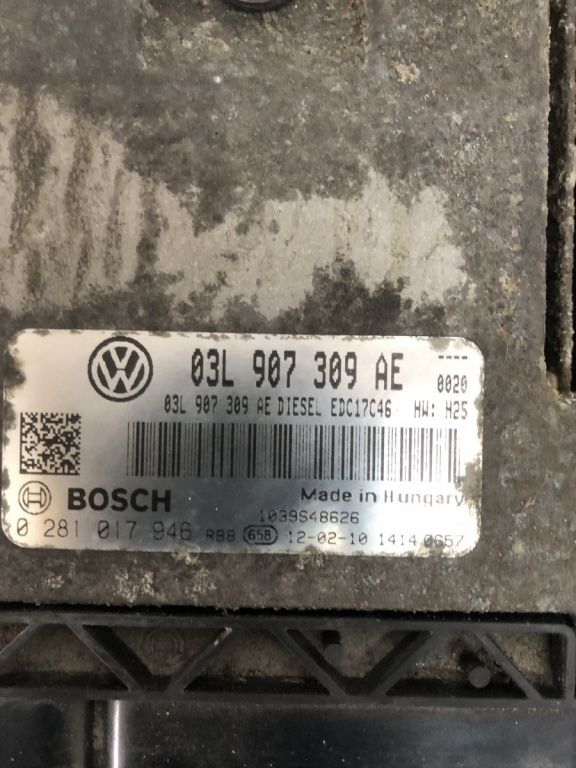 03L 907 309 AE ----
0020
03L 907 309 AE DIESEL EDC17C46 HW: H25
BOSCH Made in Hungary
1039S48626
0 281 017 946 RBB 658 12-02-10 1414 0657